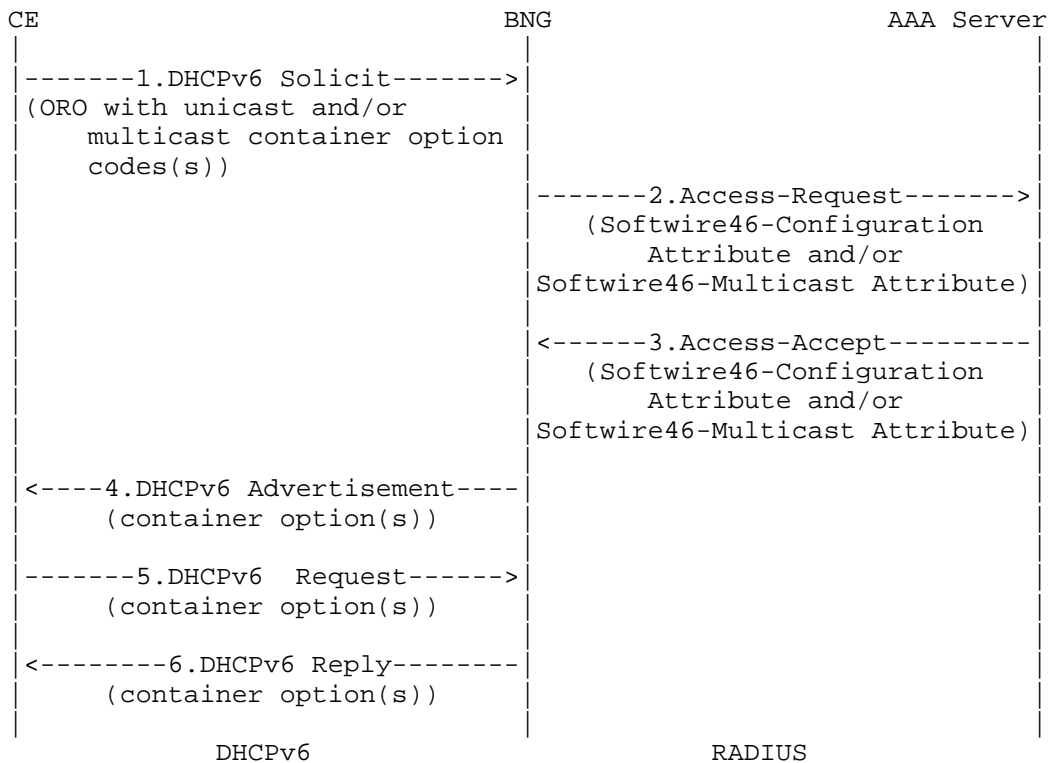 CE BNG AAA Server
-------1.DHCPv6 Solicit------->
(ORO with unicast and/or
multicast container option
codes(s))
-------2.Access-Request------->
(Softwire46-Configuration
Attribute and/or
Softwire46-Multicast Attribute)
<------3.Access-Accept---------
(Softwire46-Configuration
Attribute and/or
Softwire46-Multicast Attribute)
<----4.DHCPv6 Advertisement----
(container option(s))
-------5.DHCPv6  Request------>
(container option(s))
<--------6.DHCPv6 Reply--------
(container option(s))
DHCPv6 RADIUS